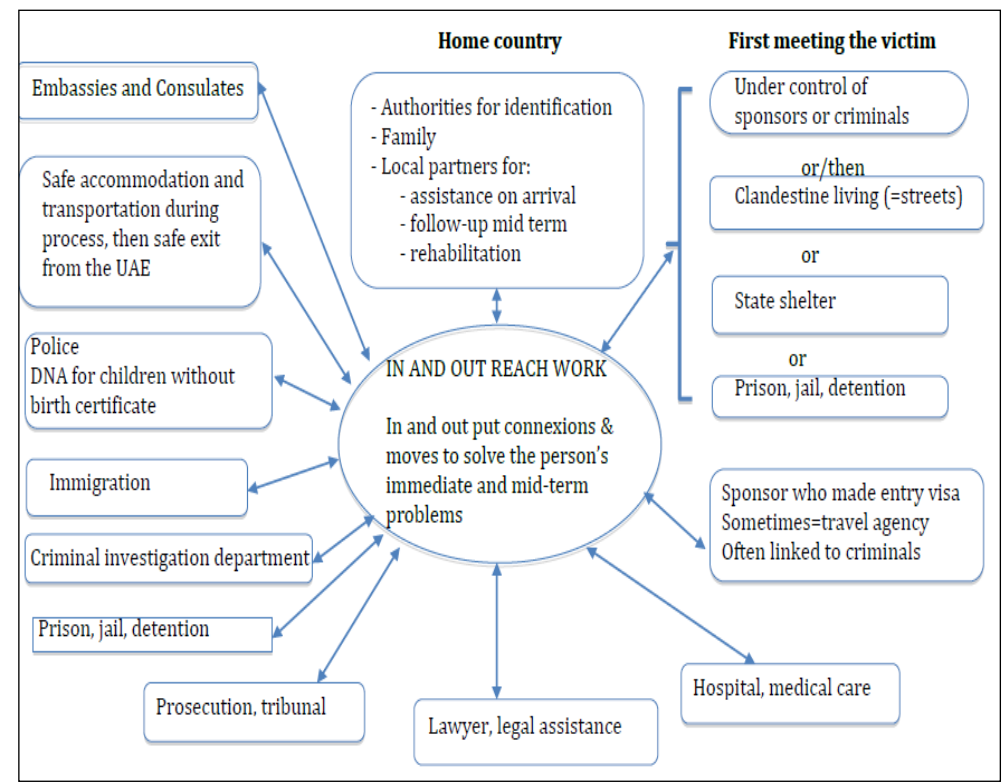 Home country
First meeting the victim
Embassies and Consulates
Safe accommodation and
transportation during
process, then safe exit
from the UAE
Police
DNA for children without
birth certificate
Immigration
Criminal investigation department
Prison, jail, detention
Prosecution, tribunal
- Authorities for identification
- Family
- Local partners for:
- assistance on arrival
- follow-up mid term
- rehabilitation
IN AND OUT REACH WORK
In and out put connexions &
moves to solve the person's
immediate and mid-term
problems
Lawyer, legal assistance
Under control of
sponsors or criminals
or/then
Clandestine living (=streets)
or
State shelter
or
Prison, jail, detention
Sponsor who made entry visa
Sometimes=travel agency
Often linked to criminals
Hospital, medical care